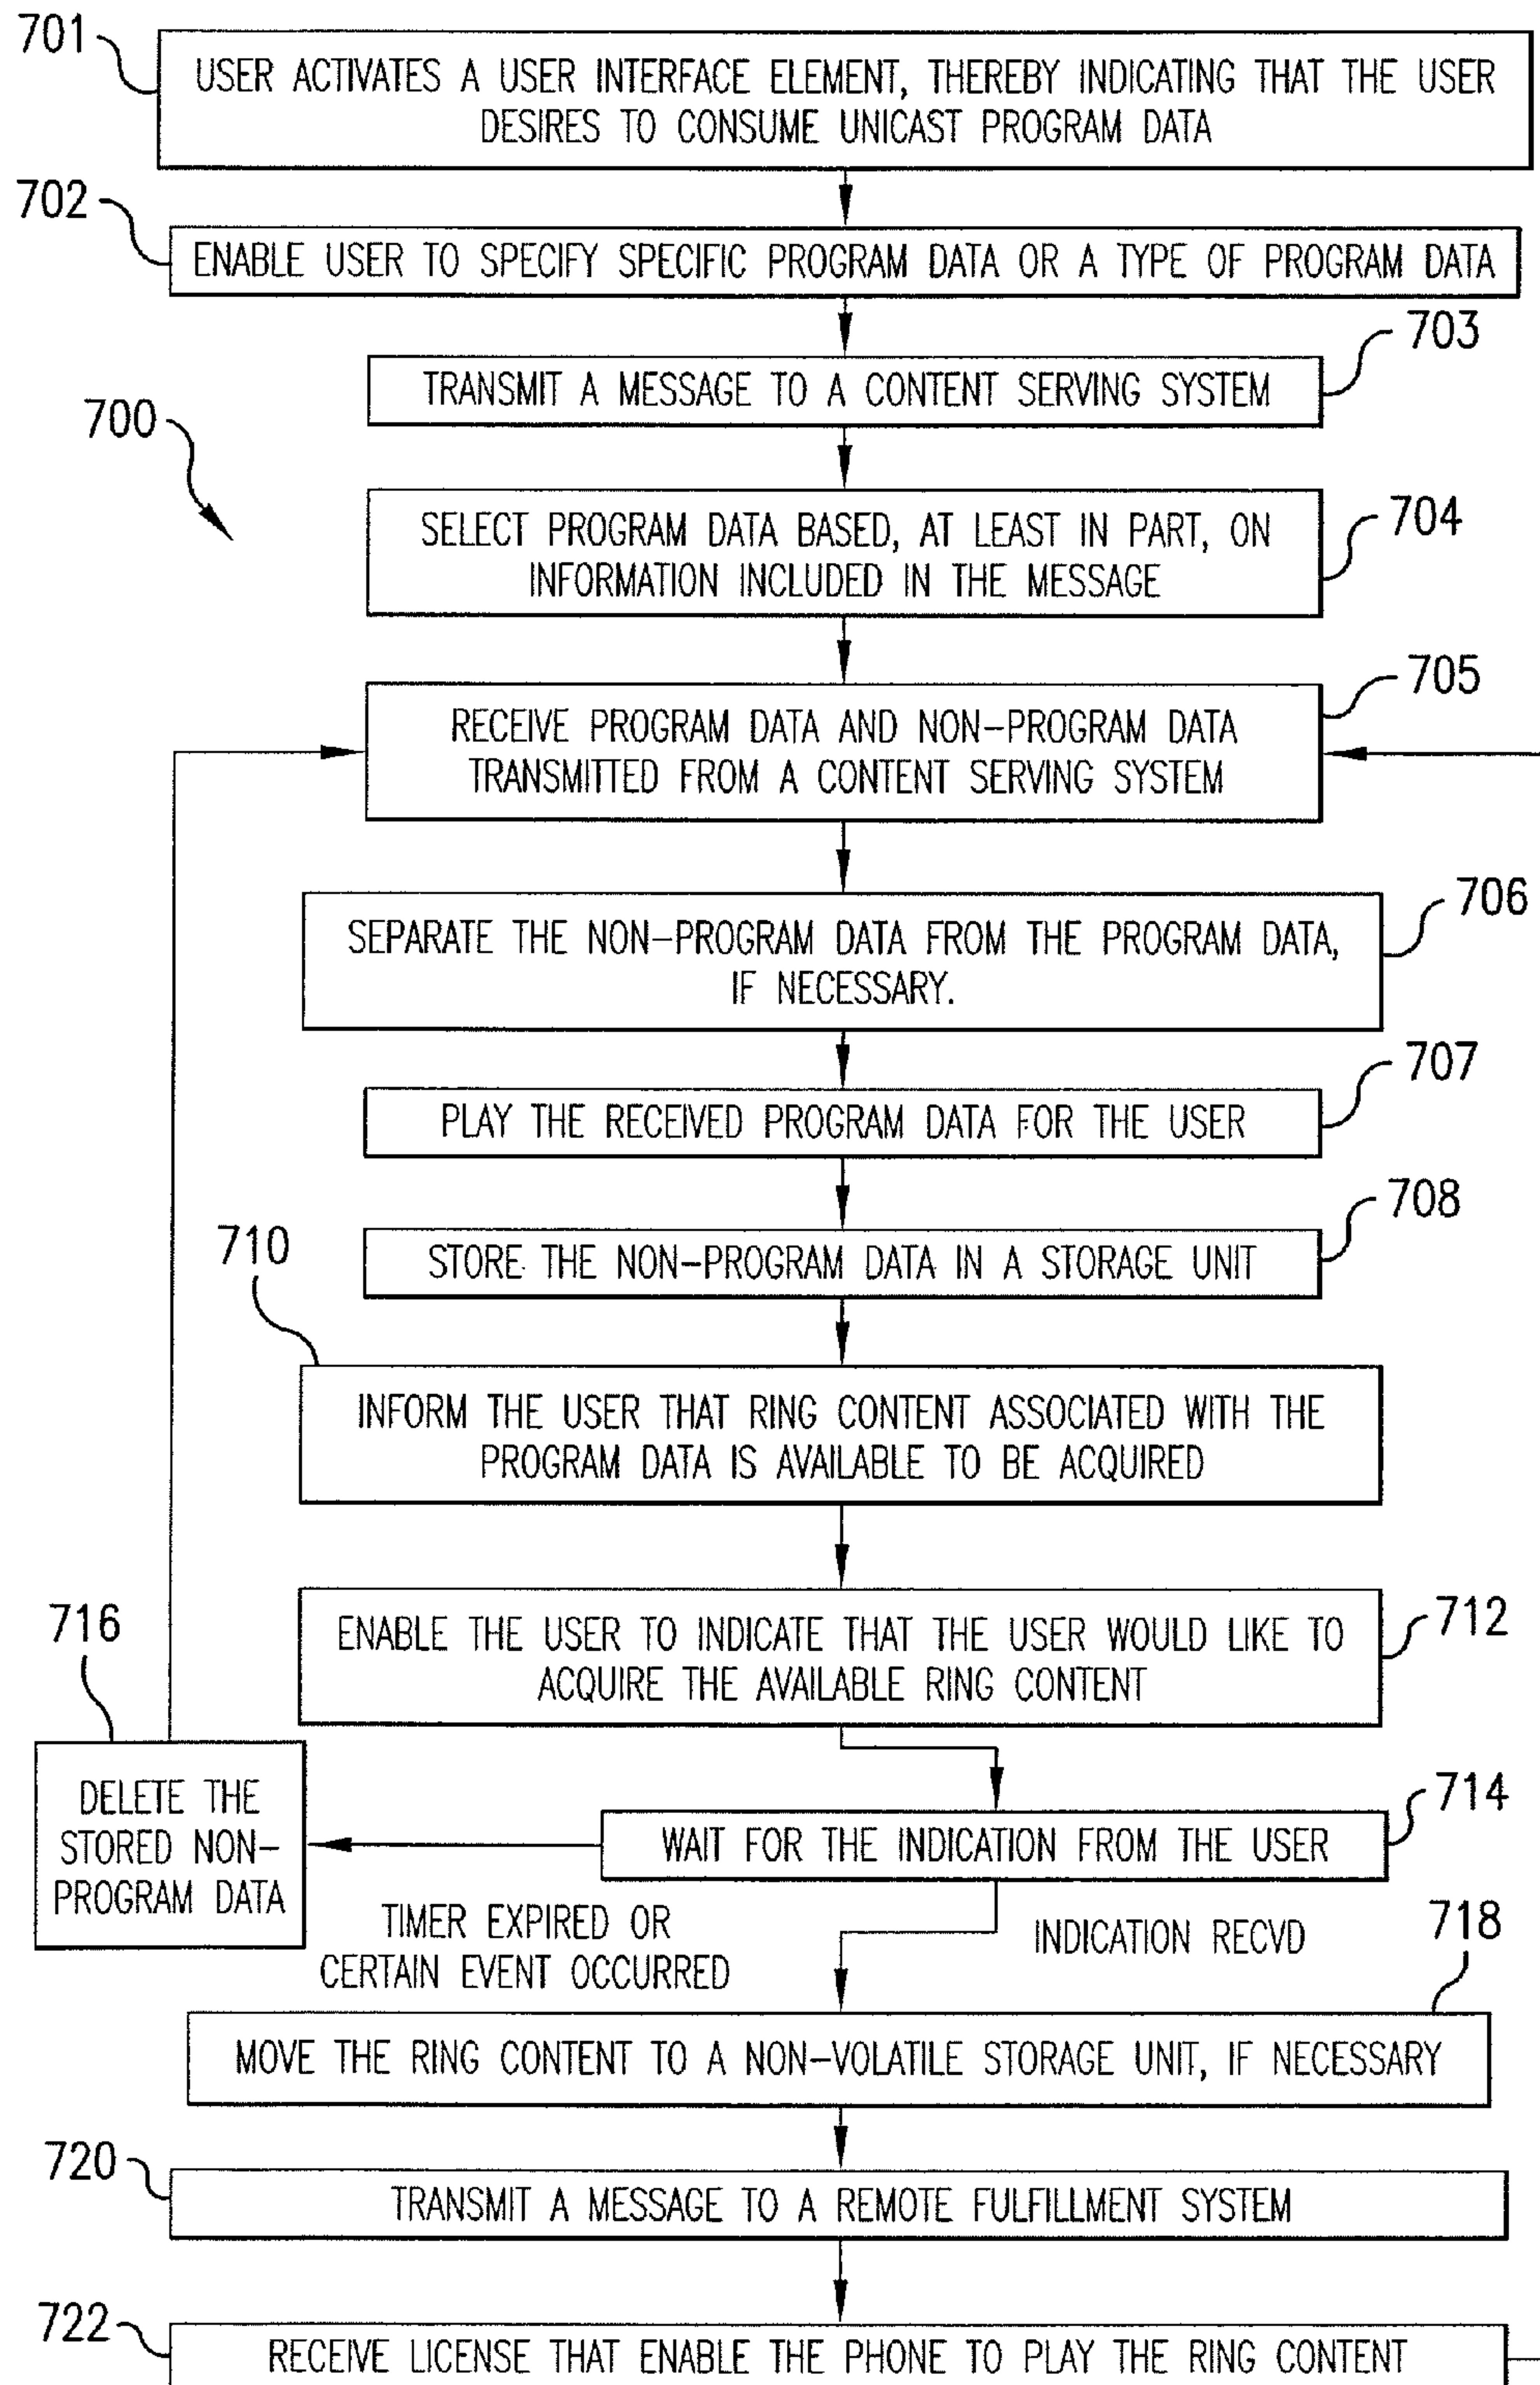 701
USER ACTIVATES A USER INTERFACE ELEMENT, THEREBY INDICATING THAT THE USER
DESIRES TO CONSUME UNICAST PROGRAM DATA
702
ENABLE USER TO SPECIFY SPECIFIC PROGRAM DATA OR A TYPE OF PROGRAM DATA
703
TRANSMIT A MESSAGE TO A CONTENT SERVING SYSTEM
700
704
SELECT PROGRAM DATA BASED, AT LEAST IN PART, ON
INFORMATION INCLUDED IN THE MESSAGE
705
RECEIVE PROGRAM DATA AND NON-PROGRAM DATA
TRANSMITTED FROM A CONTENT SERVING SYSTEM
706
SEPARATE THE NON-PROGRAM DATA FROM THE PROGRAM DATA,
IF NECESSARY.
707
PLAY THE RECEIVED PROGRAM DATA FOR THE USER
708
STORE THE NON-PROGRAM DATA IN A STORAGE UNIT
710
INFORM THE USER THAT RING CONTENT ASSOCIATED WITH THE
PROGRAM DATA IS AVAILABLE TO BE ACQUIRED
712
ENABLE THE USER TO INDICATE THAT THE USER WOULD LIKE TO
ACQUIRE THE AVAILABLE RING CONTENT
716
DELETE THE
STORED NON-
PROGRAM DATA
714
WAIT FOR THE INDICATION FROM THE USER
TIMER EXPIRED OR
CERTAIN EVENT OCCURRED
INDICATION RECVD
718
MOVE THE RING CONTENT TO A NON-VOLATILE STORAGE UNIT, IF NECESSARY
720
TRANSMIT A MESSAGE TO A REMOTE FULFILLMENT SYSTEM
722
RECEIVE LICENSE THAT ENABLE THE PHONE TO PLAY THE RING CONTENT